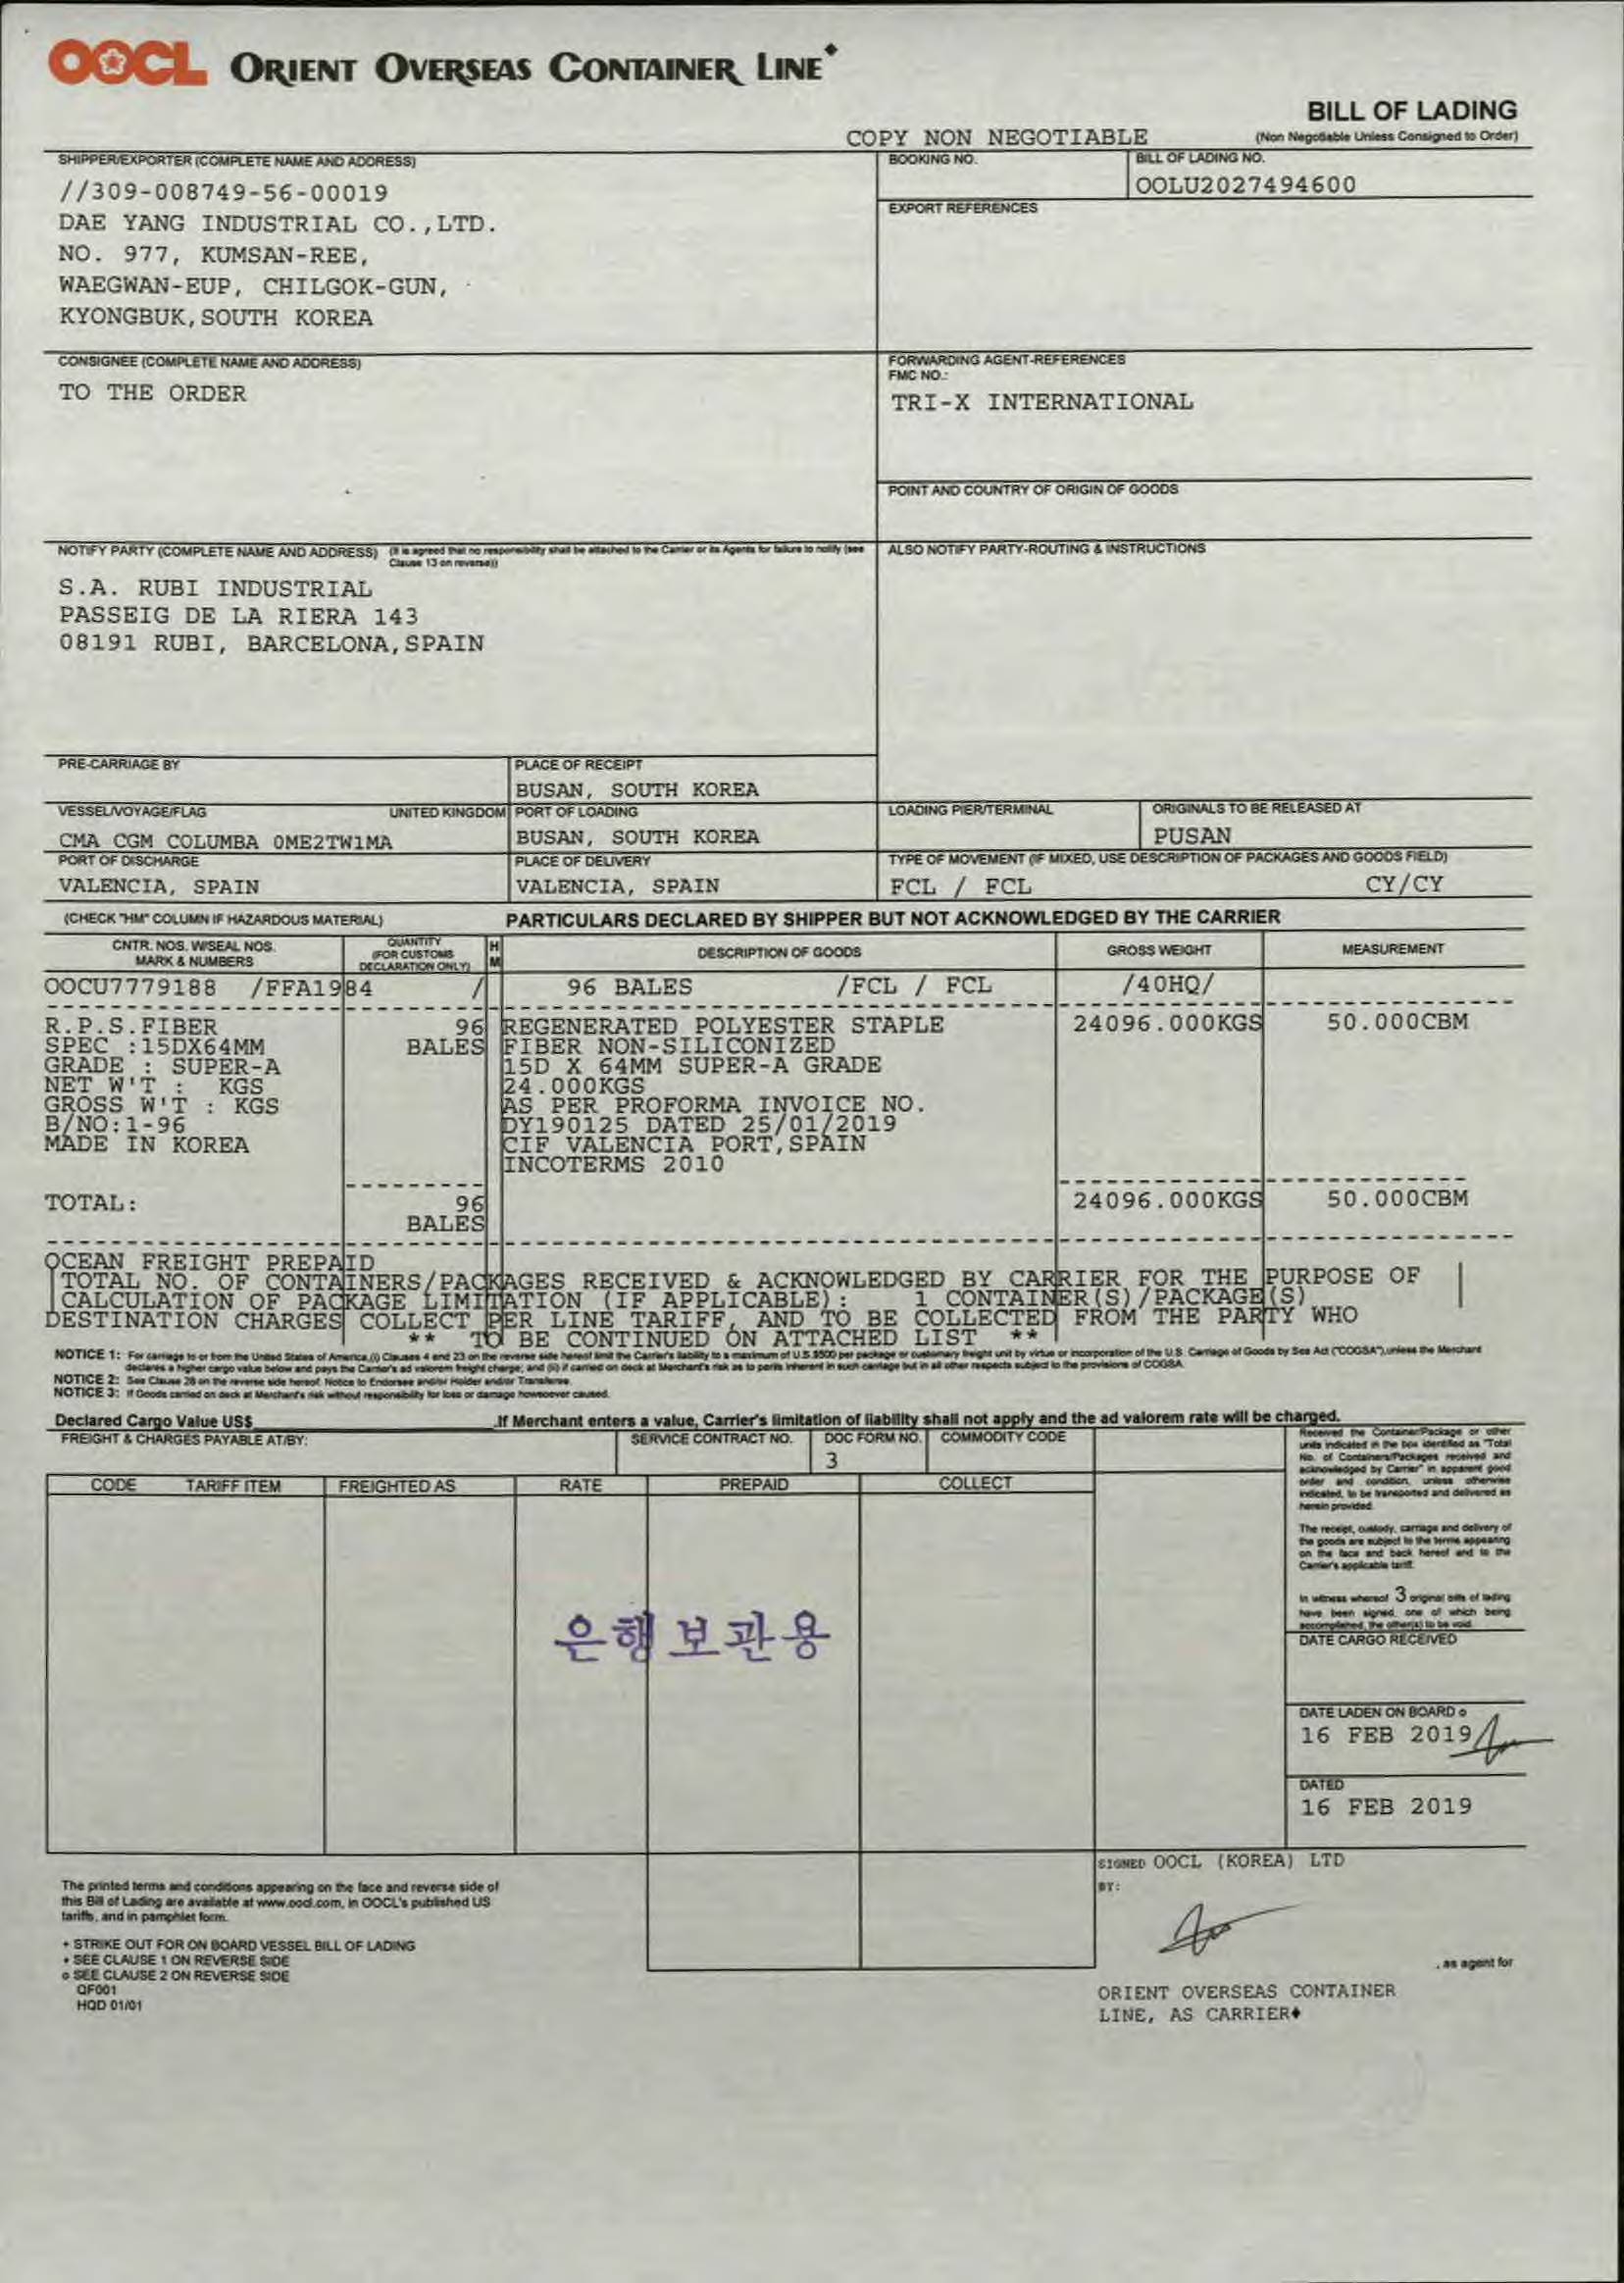 OOCL ORIENT OVERSEAS CONTAINER LINE♦
BILL OF LADING
COPY NON NEGOTIABLE
(Non Negotiable Unless Consigned to Order)
SHIPPER/EXPORTER (COMPLETE NAME AND ADDRESS)
//309-008749-56-00019
DAE YANG INDUSTRIAL CO.,LTD.
NO. 977, KUMSAN-REE,
WAEGWAN-EUP, CHILGOK-GUN,
KYONGBUK,SOUTH KOREA
BOOKING NO.
BILL OF LADING NO.
OOLU2027494600
EXPORT REFERENCES
CONSIGNEE (COMPLETE NAME AND ADDRESS)
TO THE ORDER
FORWARDING AGENT-REFERENCES
FMC NO.:
TRI-X INTERNATIONAL
POINT AND COUNTRY OF ORIGIN OF GOODS
NOTIFY PARTY (COMPLETE NAME AND ADDRESS) (It is agreed that no responsibility shall be attached to the Carrier or its Agents for failure to notify (see
Clause 13 on reverse))
S.A. RUBI INDUSTRIAL
PASSEIG DE LA RIERA 143
08191 RUBI, BARCELONA,SPAIN
ALSO NOTIFY PARTY-ROUTING & INSTRUCTIONS
PRE-CARRIAGE BY
PLACE OF RECEIPT
BUSAN, SOUTH KOREA
VESSEL/VOYAGE/FLAG UNITED KINGDOM
CMA CGM COLUMBA 0ME2TW1MA
PORT OF LOADING
BUSAN, SOUTH KOREA
LOADING PIER/TERMINAL
ORIGINALS TO BE RELEASED AT
PUSAN
PORT OF DISCHARGE
VALENCIA, SPAIN
PLACE OF DELIVERY
VALENCIA, SPAIN
TYPE OF MOVEMENT (IF MIXED, USE DESCRIPTION OF PACKAGES AND GOODS FIELD)
FCL / FCL CY/CY
(CHECK "HM" COLUMN IF HAZARDOUS MATERIAL) PARTICULARS DECLARED BY SHIPPER BUT NOT ACKNOWLEDGED BY THE CARRIER
CNTR. NOS. W/SEAL NOS.
MARK & NUMBERS
QUANTITY
(FOR CUSTOMS
DECLARATION ONLY)
H
M
DESCRIPTION OF GOODS
GROSS WEIGHT
MEASUREMENT
OOCU7779188 /FFA1984 / 96 BALES /FCL / FCL /40HQ/
R.P.S.FIBER 96 REGENERATED POLYESTER STAPLE 24096.000KGS 50.000CBM
SPEC :15DX64MM BALES FIBER NON-SILICONIZED
GRADE : SUPER-A 15D X 64MM SUPER-A GRADE
NET W'T : KGS 24.000KGS
GROSS W'T : KGS AS PER PROFORMA INVOICE NO.
B/NO:1-96 DY190125 DATED 25/01/2019
MADE IN KOREA CIF VALENCIA PORT,SPAIN
INCOTERMS 2010
TOTAL: 96 24096.000KGS 50.000CBM
BALES
OCEAN FREIGHT PREPAID
TOTAL NO. OF CONTAINERS/PACKAGES RECEIVED & ACKNOWLEDGED BY CARRIER FOR THE PURPOSE OF
CALCULATION OF PACKAGE LIMITATION (IF APPLICABLE): 1 CONTAINER(S)/PACKAGE(S)
DESTINATION CHARGES COLLECT PER LINE TARIFF, AND TO BE COLLECTED FROM THE PARTY WHO
** TO BE CONTINUED ON ATTACHED LIST **
NOTICE 1: For carriage to or from the United States of America,(i) Clauses 4 and 23 on the reverse side hereof limit the Carrier's liability to a maximum of U.S.$500 per package or customary freight unit by virtue or incorporation of the U.S. Carriage of Goods by Sea Act ("COGSA"),unless the Merchant
declares a higher cargo value below and pays the Carrier's ad valorem freight charge; and (ii) if carried on deck at Merchant's risk as to perils inherent in such carriage but in all other respects subject to the provisions of COGSA.
NOTICE 2: See Clause 28 on the reverse side hereof. Notice to Endorsee and/or Holder and/or Transferee.
NOTICE 3: If Goods carried on deck at Merchant's risk without responsibility for loss or damage howsoever caused.
Declared Cargo Value US$ .If Merchant enters a value, Carrier's limitation of liability shall not apply and the ad valorem rate will be charged.
FREIGHT & CHARGES PAYABLE AT/BY:
SERVICE CONTRACT NO.
DOC FORM NO.
3
COMMODITY CODE
CODE TARIFF ITEM FREIGHTED AS RATE PREPAID COLLECT
은행보관용
Received the Container/Package or other
units indicated in the box identified as "Total
No. of Containers/Packages received and
acknowledged by Carrier" in apparent good
order and condition, unless otherwise
indicated, to be transported and delivered as
herein provided.
The receipt, custody, carriage and delivery of
the goods are subject to the terms appearing
on the face and back hereof and to the
Carrier's applicable tariff.
In witness whereof 3 original bills of lading
have been signed, one of which being
accomplished, the other(s) to be void.
DATE CARGO RECEIVED
DATE LADEN ON BOARD o
16 FEB 2019
DATED
16 FEB 2019
SIGNED OOCL (KOREA) LTD
BY:
, as agent for
ORIENT OVERSEAS CONTAINER
LINE, AS CARRIER♦
The printed terms and conditions appearing on the face and reverse side of
this Bill of Lading are available at www.oocl.com, in OOCL's published US
tariffs, and in pamphlet form.
+ STRIKE OUT FOR ON BOARD VESSEL BILL OF LADING
♦ SEE CLAUSE 1 ON REVERSE SIDE
o SEE CLAUSE 2 ON REVERSE SIDE
QF001
HQD 01/01